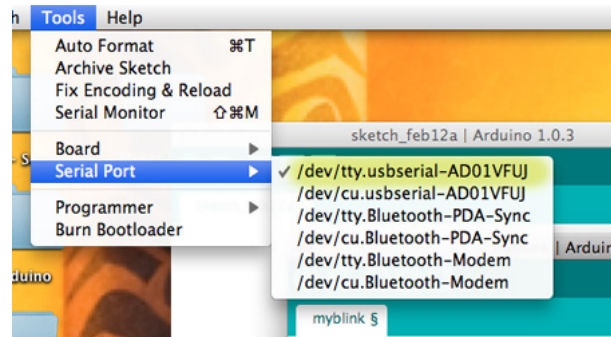 Tools Help
Auto Format ⌘T
Archive Sketch
Fix Encoding & Reload
Serial Monitor ⇧⌘M
Board
Serial Port
Programmer
Burn Bootloader
sketch_feb12a | Arduino 1.0.3
✓ /dev/tty.usbserial-AD01VFUJ
/dev/cu.usbserial-AD01VFUJ
/dev/tty.Bluetooth-PDA-Sync
/dev/cu.Bluetooth-PDA-Sync
/dev/tty.Bluetooth-Modem
/dev/cu.Bluetooth-Modem
myblink §